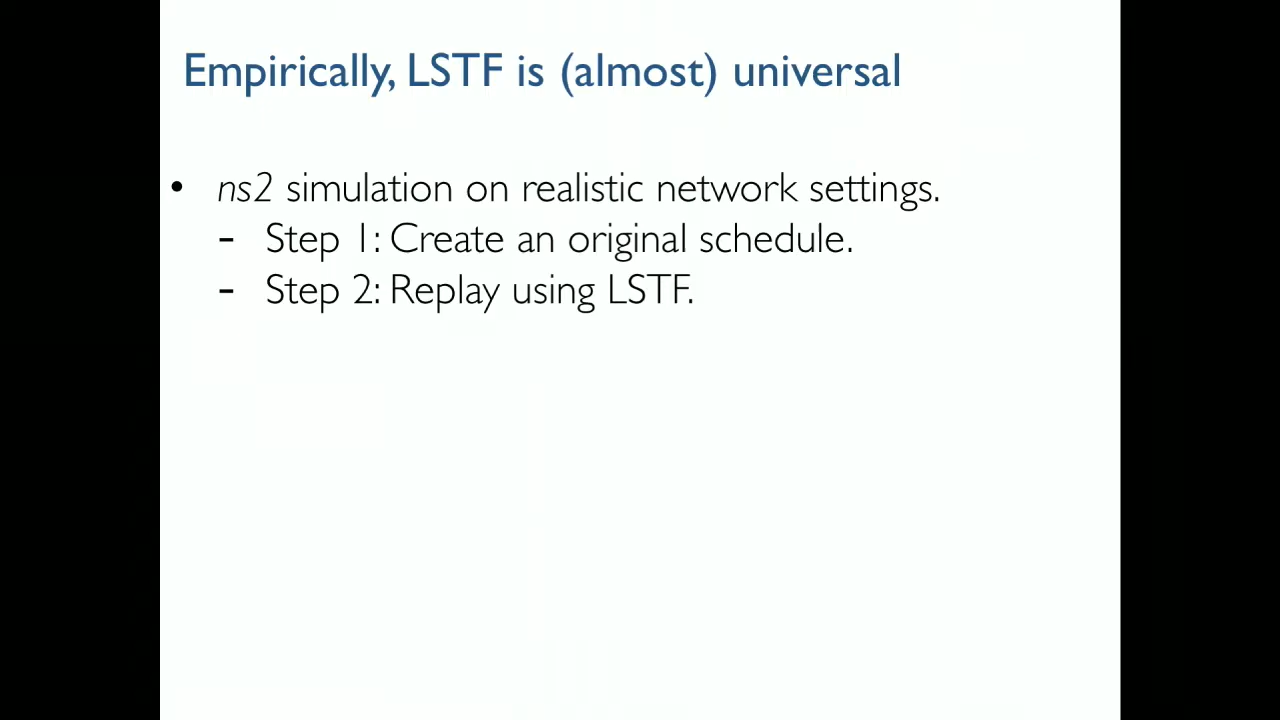 Empirically, LSTF is (almost) universal
• ns2 simulation on realistic network settings.
- Step 1: Create an original schedule.
- Step 2: Replay using LSTF.